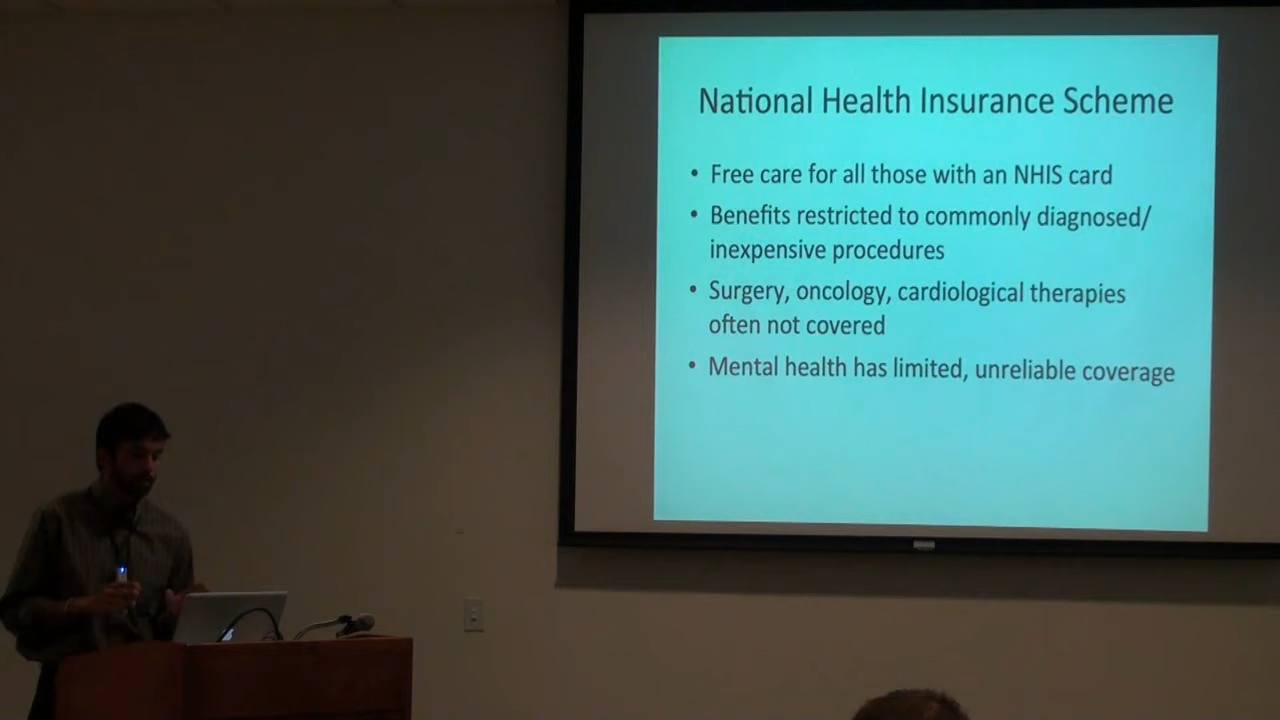 National Health Insurance Scheme
• Free care for all those with an NHIS card
• Benefits restricted to commonly diagnosed/
inexpensive procedures
• Surgery, oncology, cardiological therapies
often not covered
• Mental health has limited, unreliable coverage